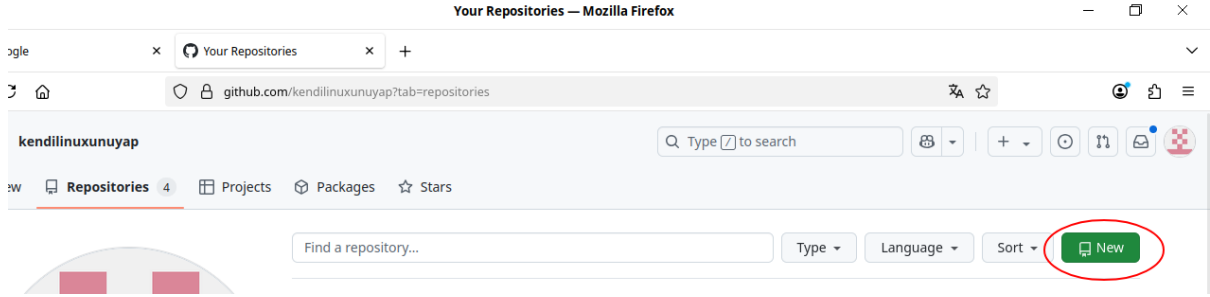 Your Repositories — Mozilla Firefox
ogle Your Repositories
github.com/kendilinuxunuyap?tab=repositories
kendilinuxunuyap Type / to search
ew Repositories 4 Projects Packages Stars
Find a repository... Type Language Sort New